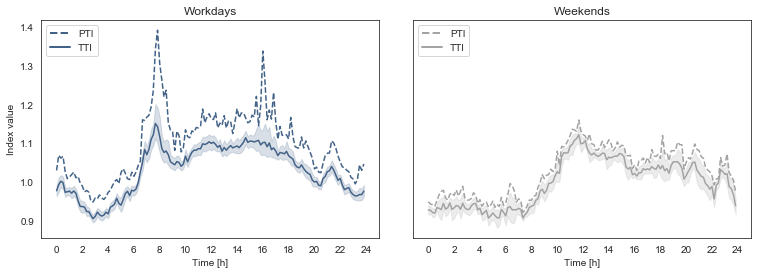 Workdays
PTI
TTI
Index value
1.4
1.3
1.2
1.1
1.0
0.9
0 2 4 6 8 10 12 14 16 18 20 22 24
Time [h]
Weekends
PTI
TTI
0 2 4 6 8 10 12 14 16 18 20 22 24
Time [h]